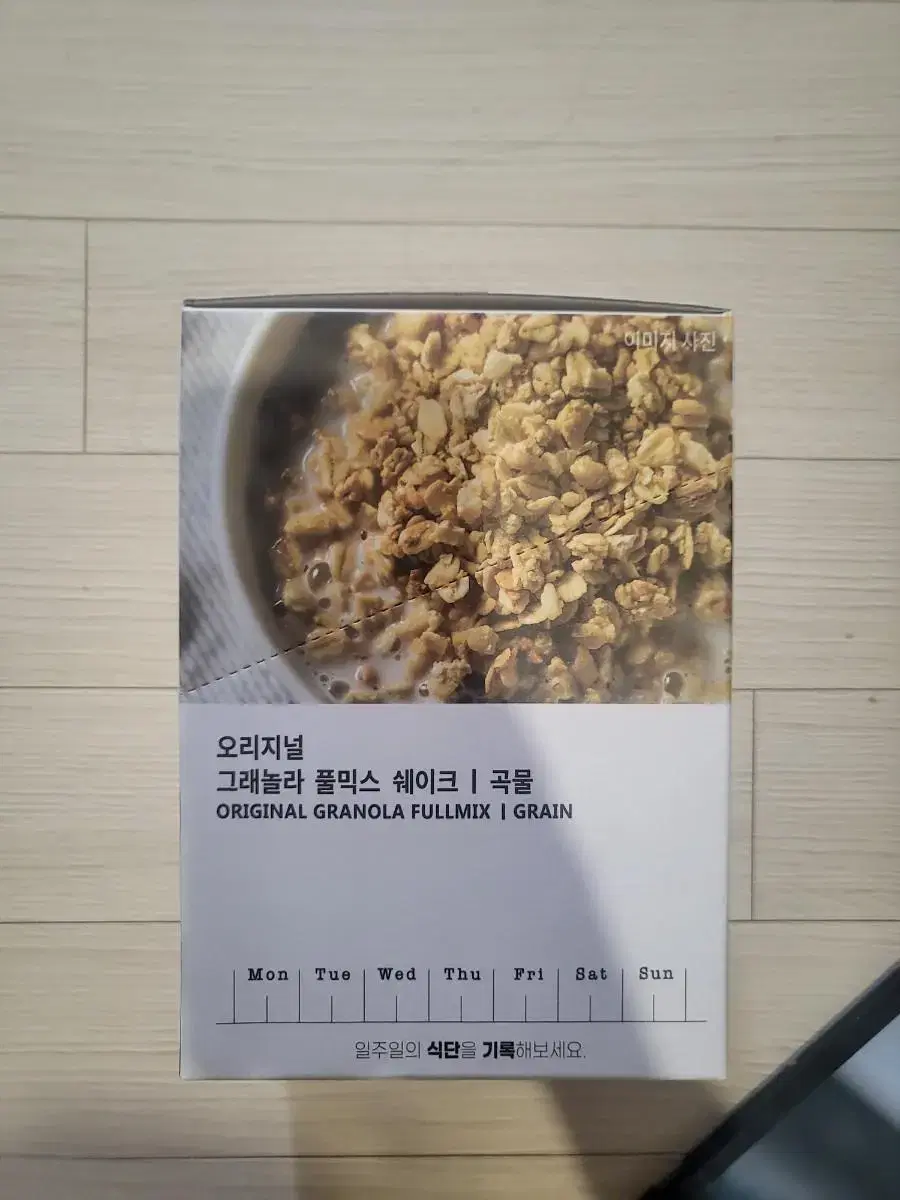 이미지 사진
오리지널
그래놀라 풀믹스 쉐이크 | 곡물
ORIGINAL GRANOLA FULLMIX | GRAIN
Mon Tue Wed Thu Fri Sat Sun
일주일의 식단을 기록해보세요.